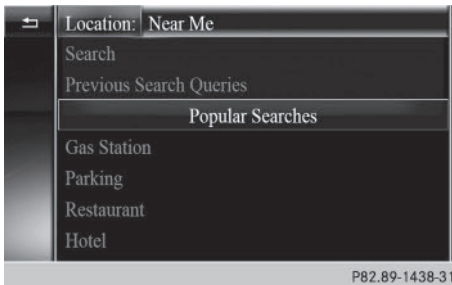 Location: Near Me
Search
Previous Search Queries
Popular Searches
Gas Station
Parking
Restaurant
Hotel
P82.89-1438-31